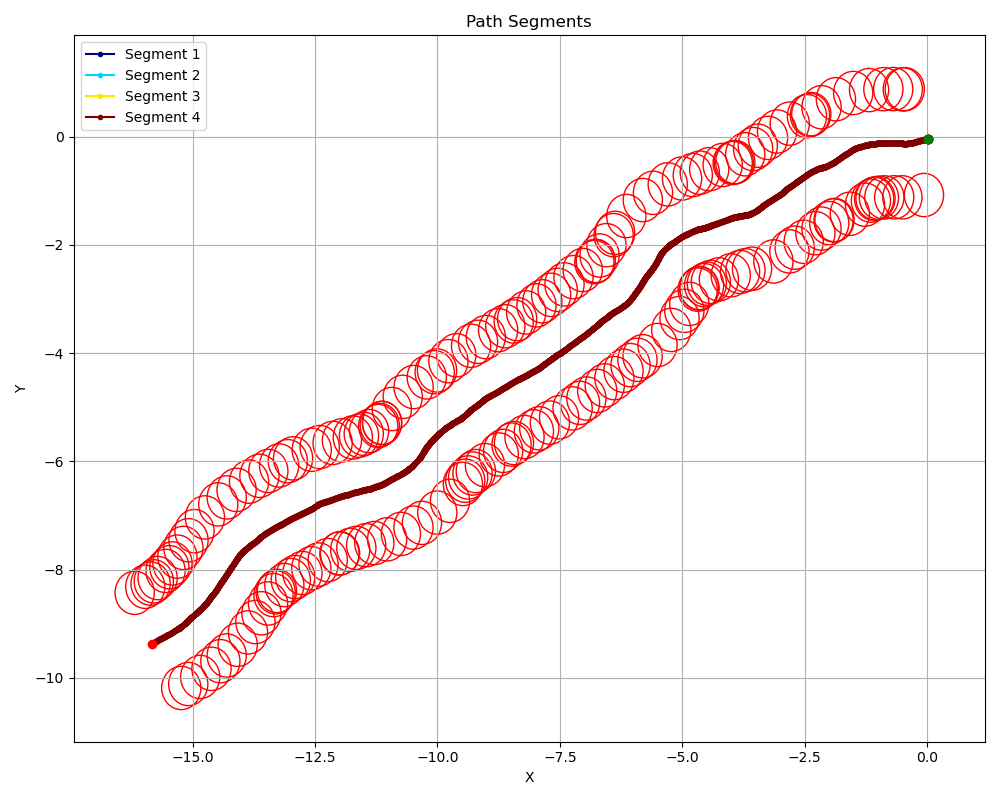 Path Segments
Segment 1
Segment 2
Segment 3
Segment 4
0
−2
−4
−6
−8
−10
Y
−15.0
−12.5
−10.0
−7.5
−5.0
−2.5
0.0
X